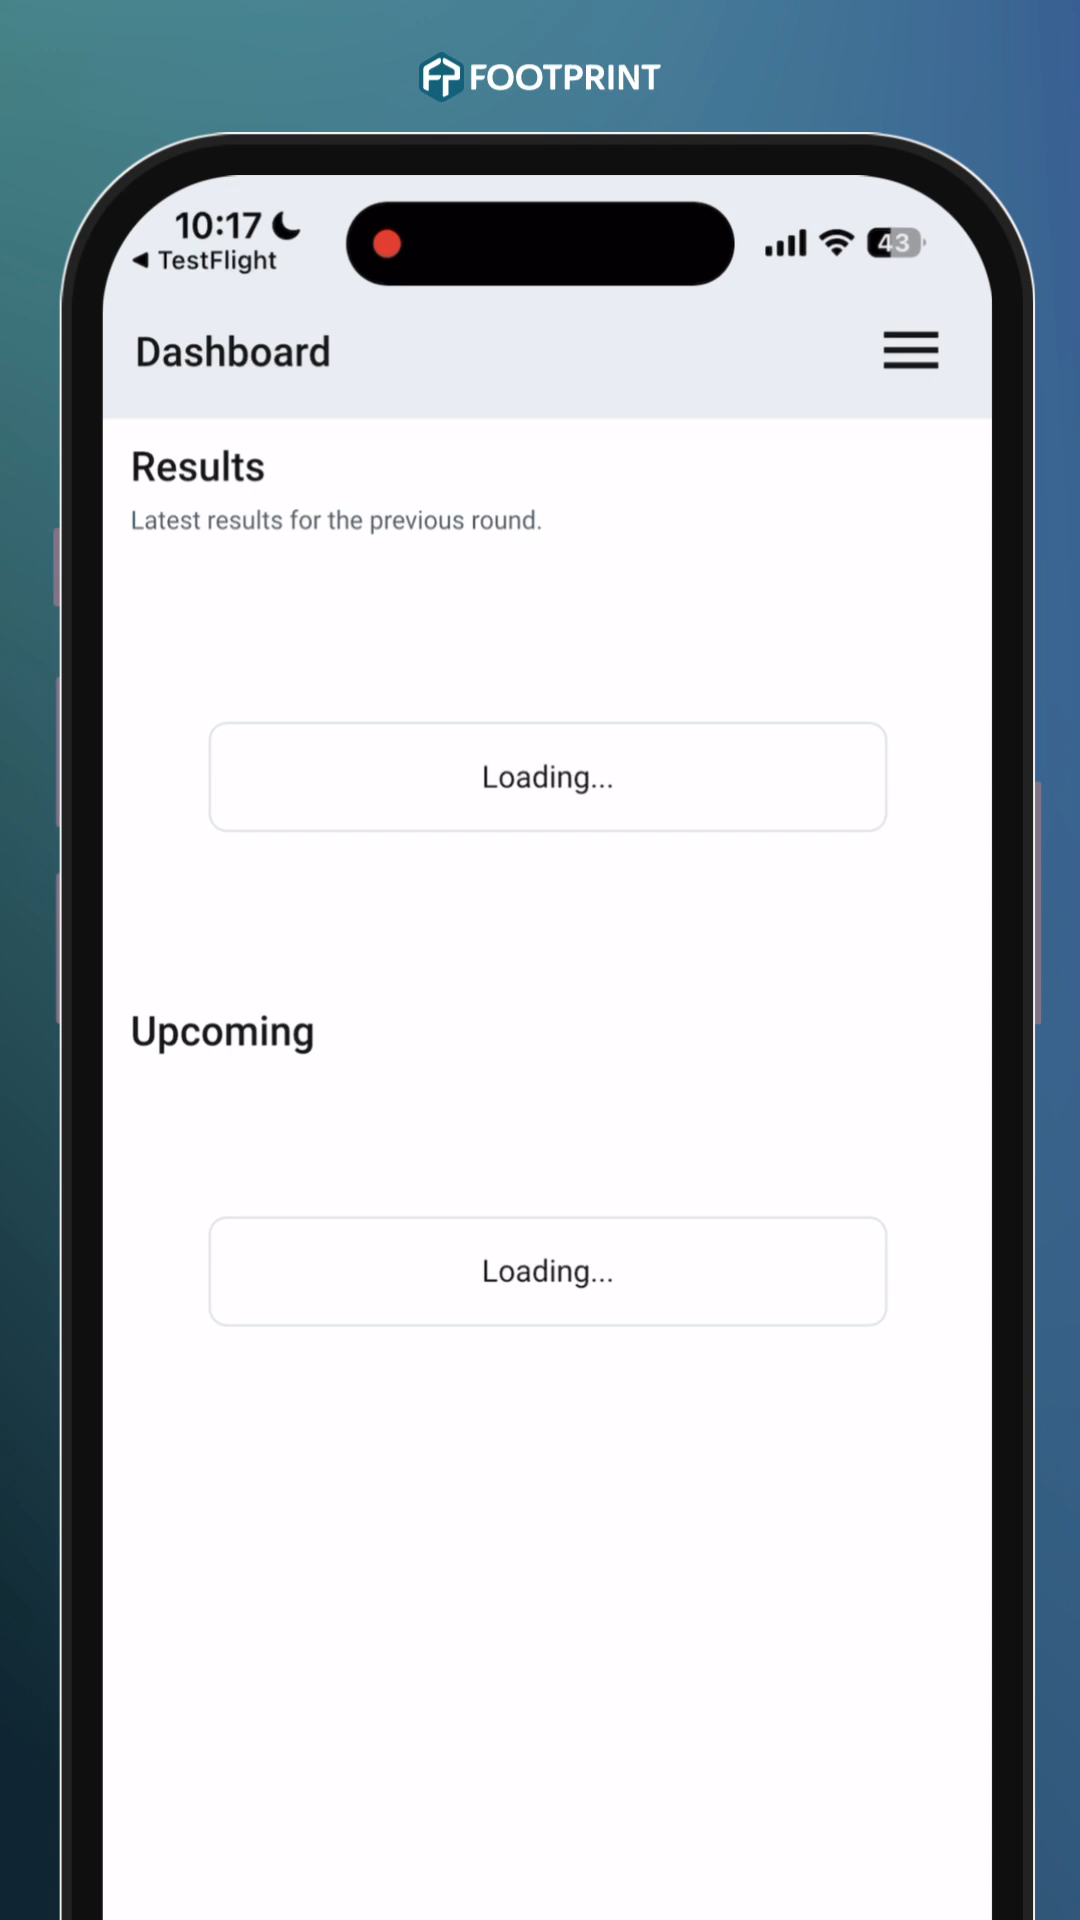 FOOTPRINT
10:17
◀ TestFlight
43
Dashboard
Results
Latest results for the previous round.
Loading...
Upcoming
Loading...